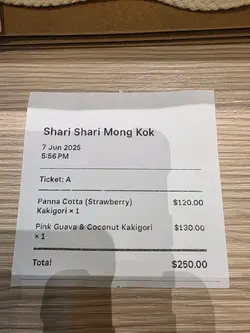 Shari Shari Mong Kok
7 Jun 2025
5:56 PM
Ticket: A
Panna Cotta (Strawberry) $120.00
Kakigori × 1
Pink Guava & Coconut Kakigori $130.00
× 1
Total $250.00